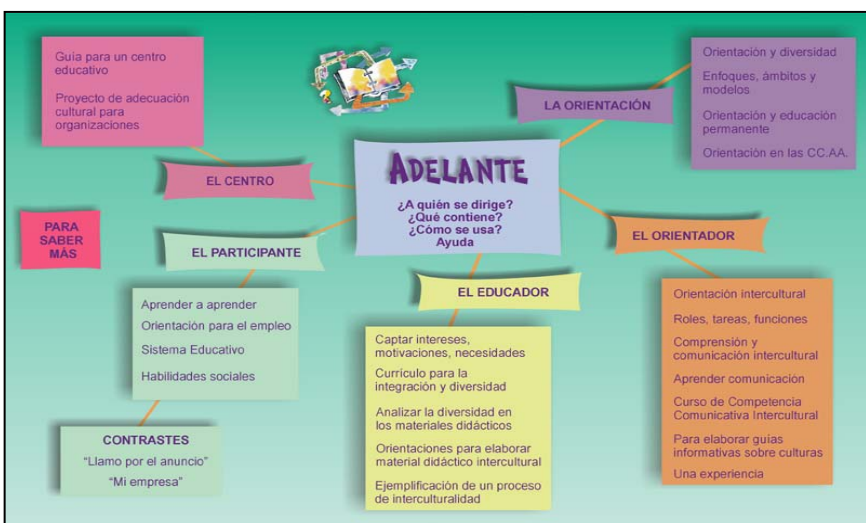 Guía para un centro
educativo
Proyecto de adecuación
cultural para
organizaciones
EL CENTRO
PARA
SABER
MÁS
EL PARTICIPANTE
Aprender a aprender
Orientación para el empleo
Sistema Educativo
Habilidades sociales
CONTRASTES
“Llamo por el anuncio”
“Mi empresa”
ADELANTE
¿A quién se dirige?
¿Qué contiene?
¿Cómo se usa?
Ayuda
EL EDUCADOR
Captar intereses,
motivaciones, necesidades
Currículo para la
integración y diversidad
Analizar la diversidad en
los materiales didácticos
Orientaciones para elaborar
material didáctico intercultural
Ejemplificación de un proceso
de interculturalidad
LA ORIENTACIÓN
Orientación y diversidad
Enfoques, ámbitos y
modelos
Orientación y educación
permanente
Orientación en las CC.AA.
EL ORIENTADOR
Orientación intercultural
Roles, tareas, funciones
Comprensión y
comunicación intercultural
Aprender comunicación
Curso de Competencia
Comunicativa Intercultural
Para elaborar guías
informativas sobre culturas
Una experiencia